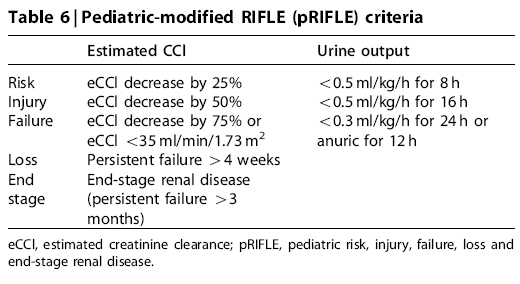 Table 6 | Pediatric-modified RIFLE (pRIFLE) criteria
Estimated CCl Urine output
Risk eCCl decrease by 25% <0.5 ml/kg/h for 8 h
Injury eCCl decrease by 50% <0.5 ml/kg/h for 16 h
Failure eCCl decrease by 75% or <0.3 ml/kg/h for 24 h or
eCCl <35 ml/min/1.73 m² anuric for 12 h
Loss Persistent failure >4 weeks
End End-stage renal disease
stage (persistent failure >3
months)
eCCl, estimated creatinine clearance; pRIFLE, pediatric risk, injury, failure, loss and
end-stage renal disease.